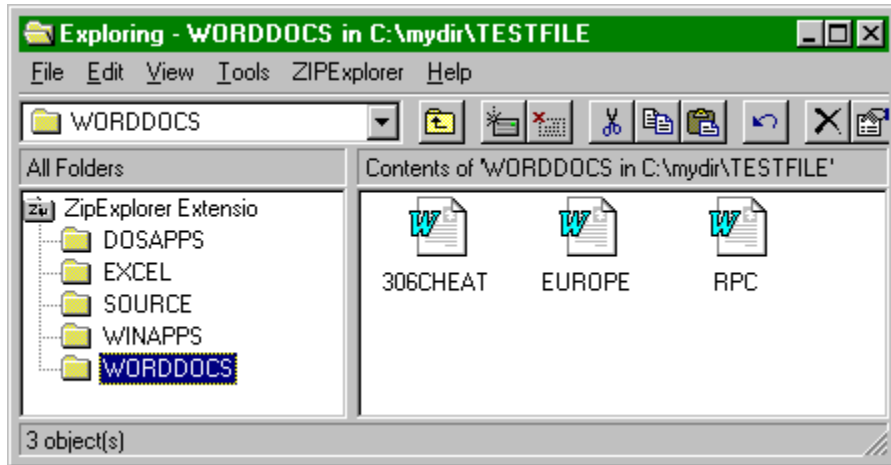 Exploring - WORDDOCS in C:\mydir\TESTFILE
File Edit View Tools ZIPExplorer Help
WORDDOCS
All Folders
Contents of 'WORDDOCS in C:\mydir\TESTFILE'
ZipExplorer Extensio
DOSAPPS
EXCEL
SOURCE
WINAPPS
WORDDOCS
306CHEAT EUROPE RPC
3 object(s)